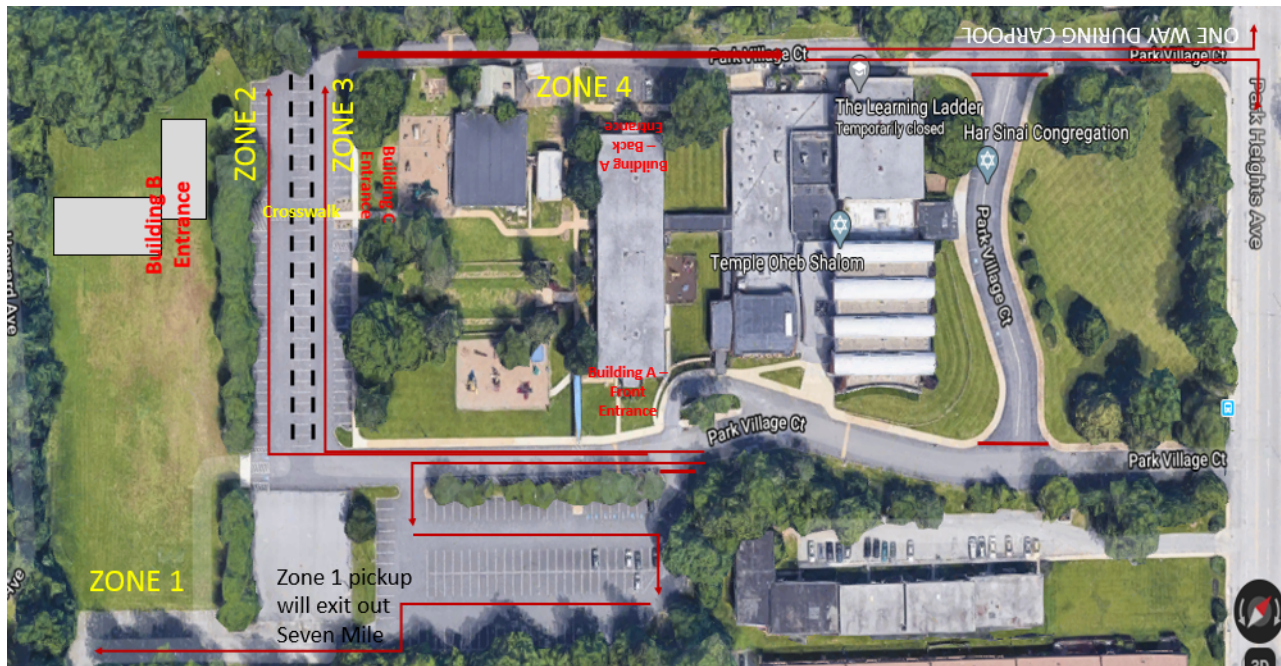 ONE WAY DURING CARPOOL
Park Village Ct
Park Village Ct
ZONE 2
ZONE 3
ZONE 4
The Learning Ladder
Temporarily closed
Har Sinai Congregation
Park Heights Ave
Building C
Entrance
Building A
– Back
Entrance
Building B
Entrance
Crosswalk
Temple Oheb Shalom
Park Village Ct
Howard Ave
Building A –
Front
Entrance
Park Village Ct
Park Village Ct
ZONE 1
Zone 1 pickup
will exit out
Seven Mile